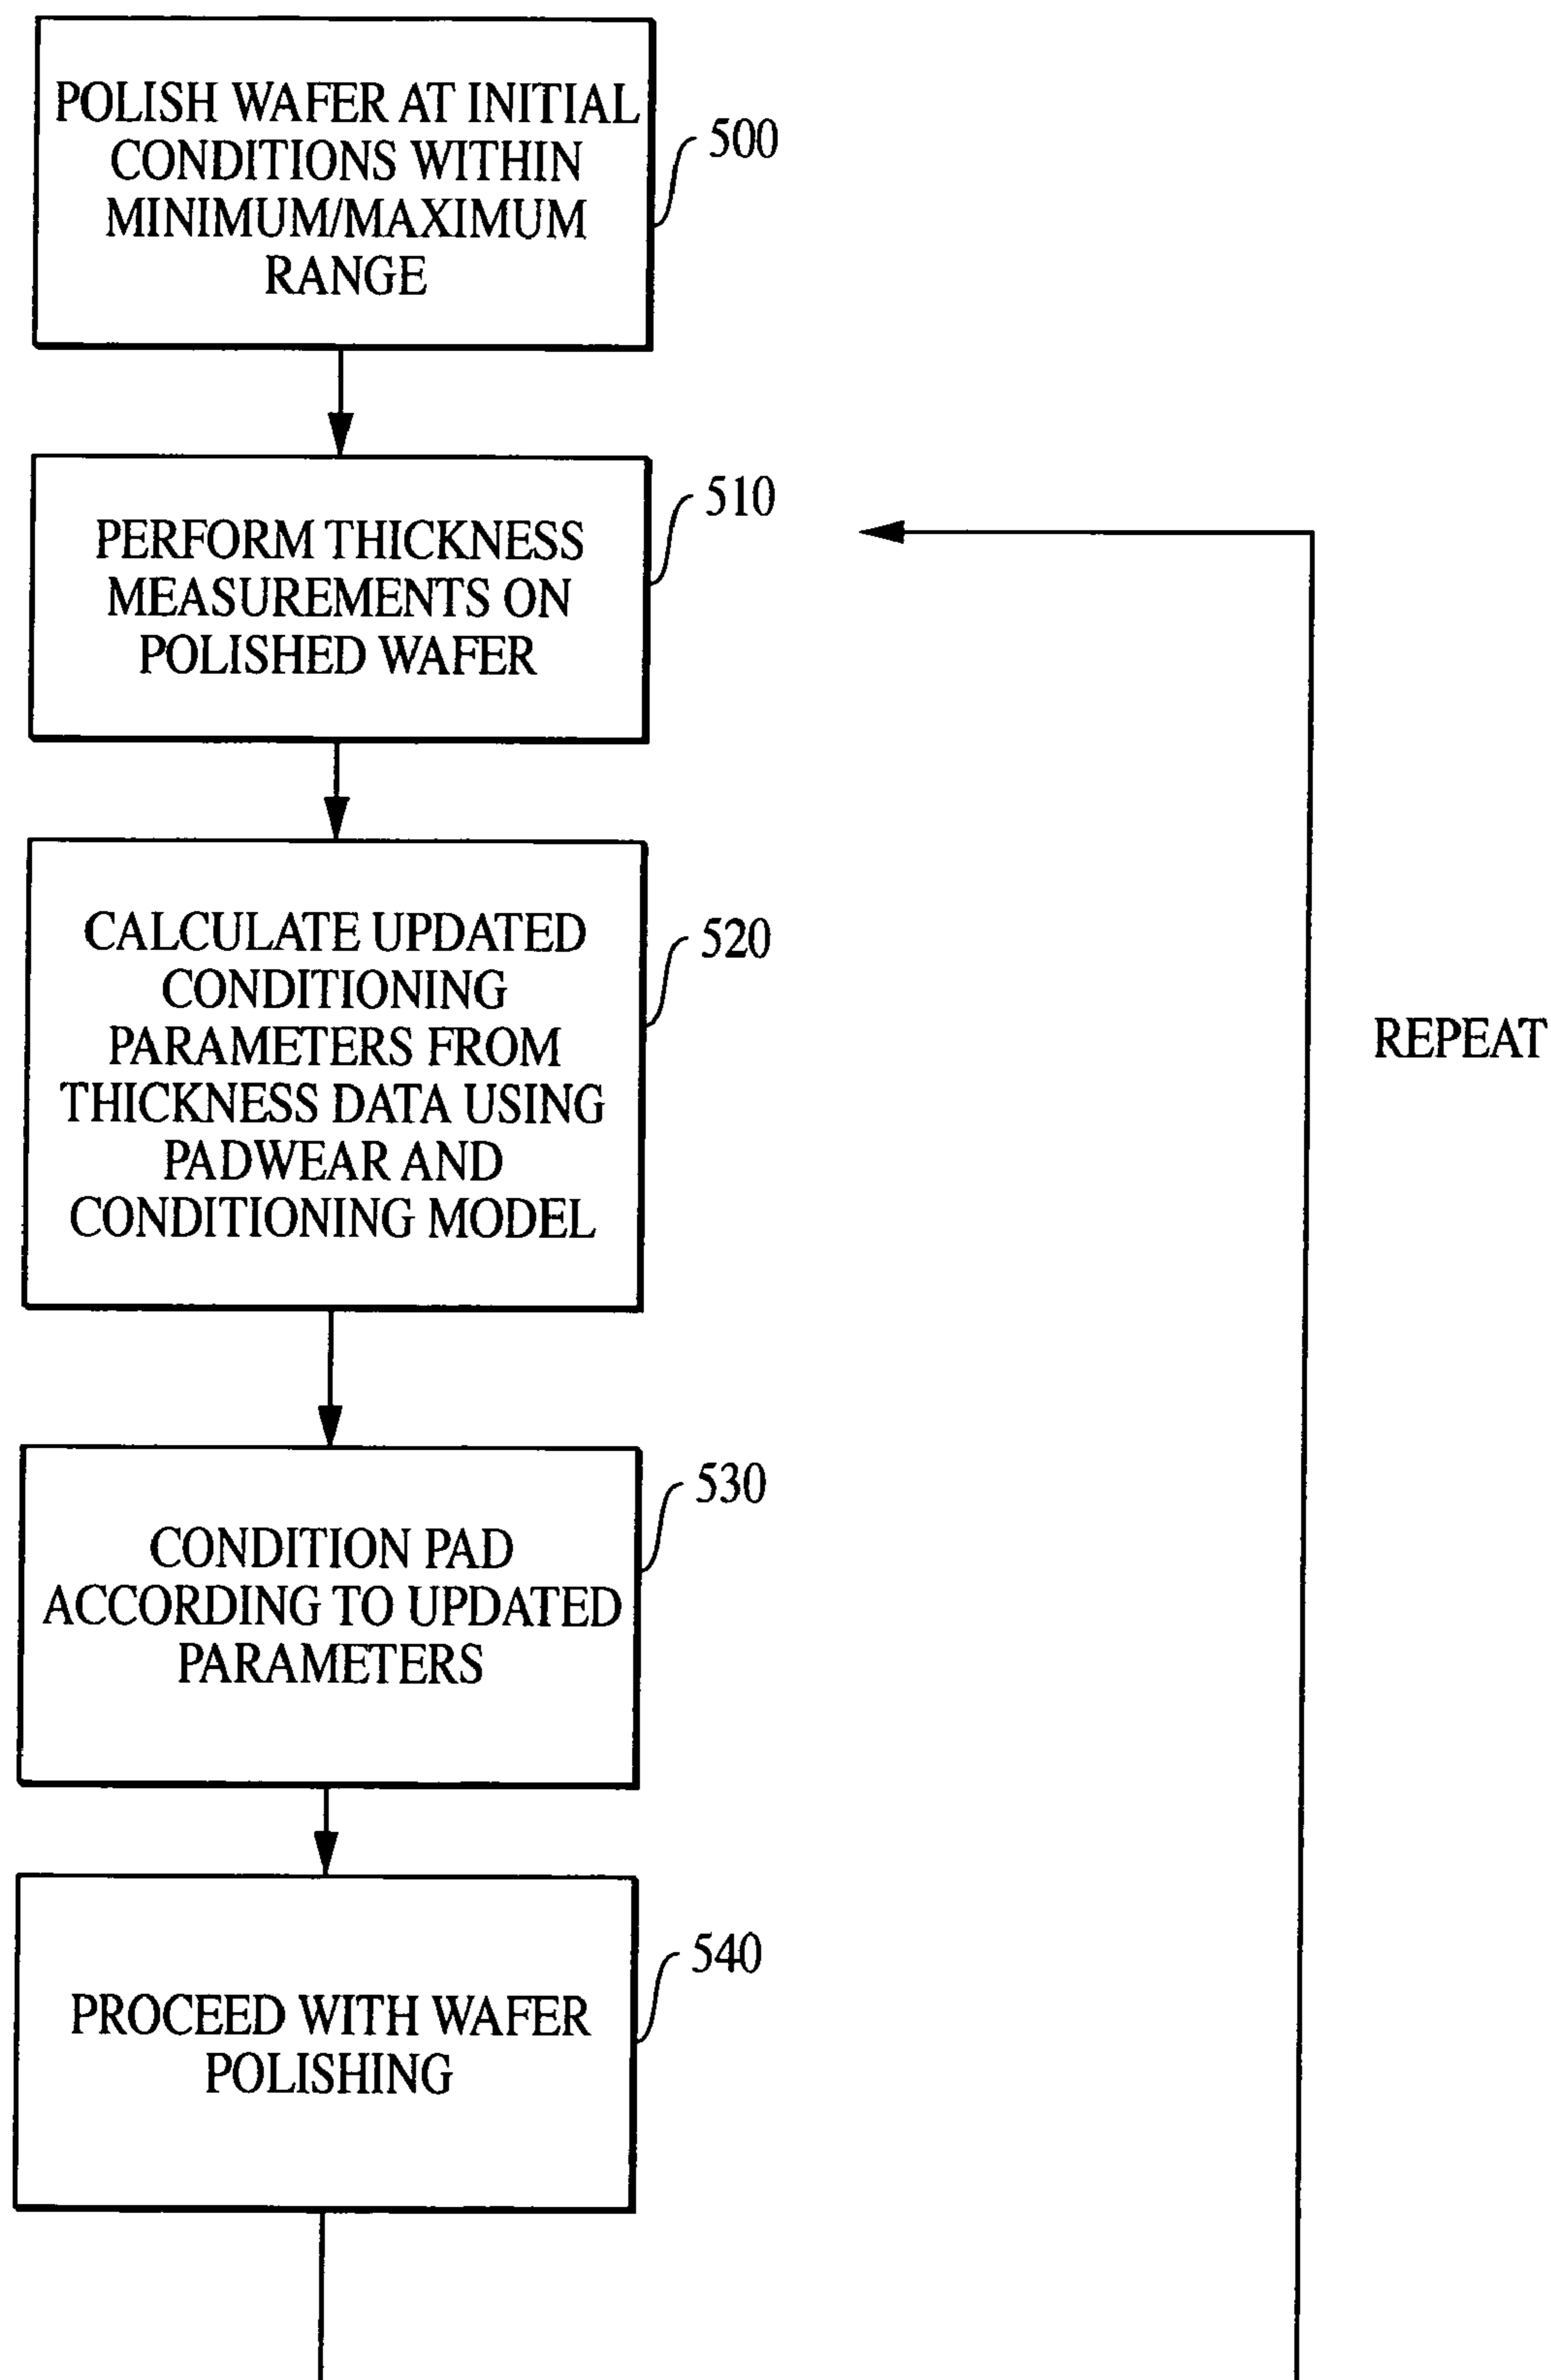 POLISH WAFER AT INITIAL
CONDITIONS WITHIN
MINIMUM/MAXIMUM
RANGE
500
PERFORM THICKNESS
MEASUREMENTS ON
POLISHED WAFER
510
CALCULATE UPDATED
CONDITIONING
PARAMETERS FROM
THICKNESS DATA USING
PADWEAR AND
CONDITIONING MODEL
520
REPEAT
CONDITION PAD
ACCORDING TO UPDATED
PARAMETERS
530
PROCEED WITH WAFER
POLISHING
540